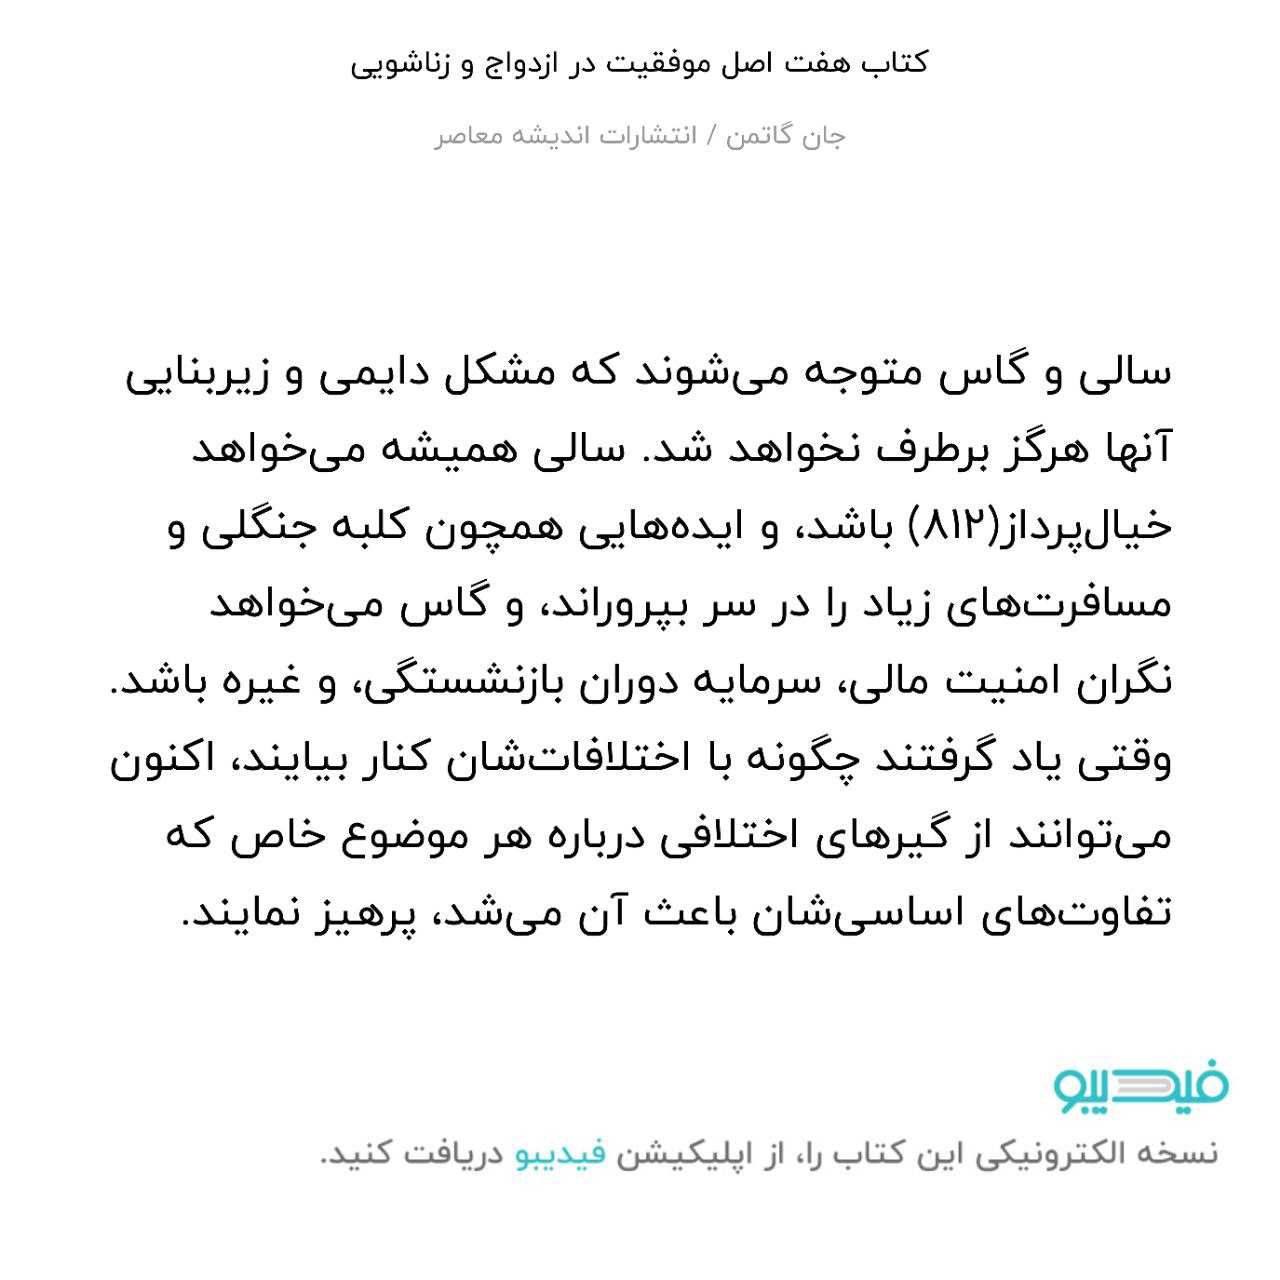 کتاب هفت اصل موفقیت در ازدواج و زناشویی
جان گاتمن / انتشارات اندیشه معاصر
سالی و گاس متوجه می‌شوند که مشکل دایمی و زیربنایی
آنها هرگز برطرف نخواهد شد. سالی همیشه می‌خواهد
خیال‌پرداز(۸۱۲) باشد، و ایده‌هایی همچون کلبه جنگلی و
مسافرت‌های زیاد را در سر بپروراند، و گاس می‌خواهد
نگران امنیت مالی، سرمایه دوران بازنشستگی، و غیره باشد.
وقتی یاد گرفتند چگونه با اختلافات‌شان کنار بیایند، اکنون
می‌توانند از گیرهای اختلافی درباره هر موضوع خاص که
تفاوت‌های اساسی‌شان باعث آن می‌شد، پرهیز نمایند.
فیدیبو
نسخه الکترونیکی این کتاب را، از اپلیکیشن فیدیبو دریافت کنید.